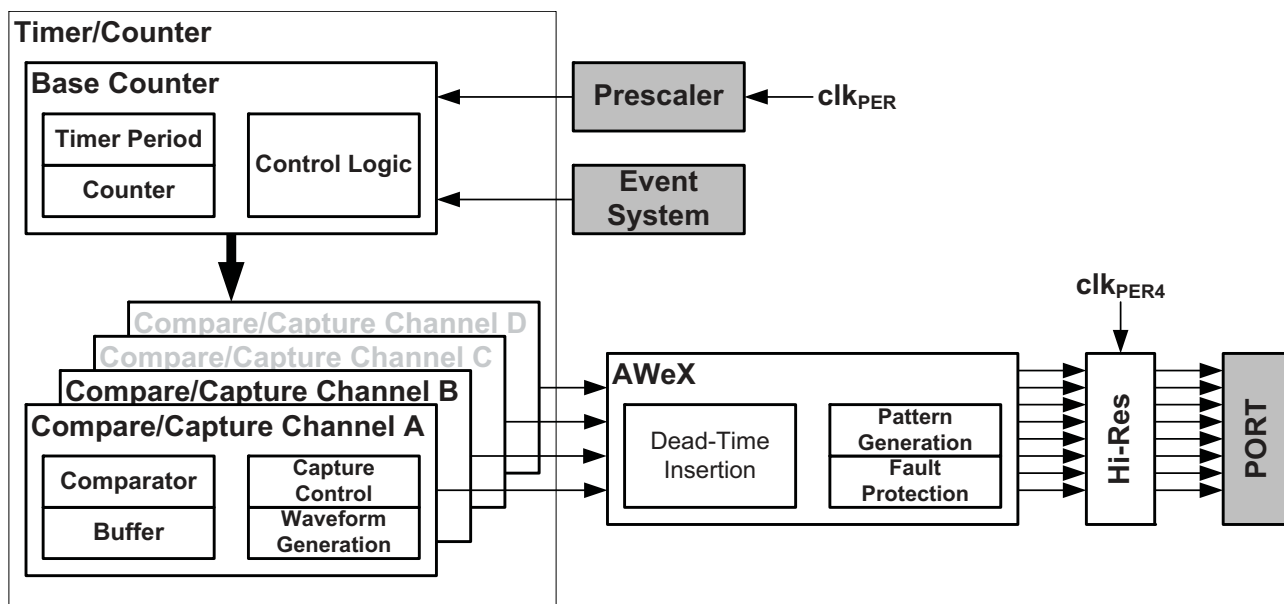 Timer/Counter
Base Counter
Timer Period
Counter
Control Logic
Prescaler
clkPER
Event
System
clkPER4
Compare/Capture Channel D
Compare/Capture Channel C
Compare/Capture Channel B
Compare/Capture Channel A
Comparator
Buffer
Capture
Control
Waveform
Generation
AWeX
Dead-Time
Insertion
Pattern
Generation
Fault
Protection
Hi-Res
PORT